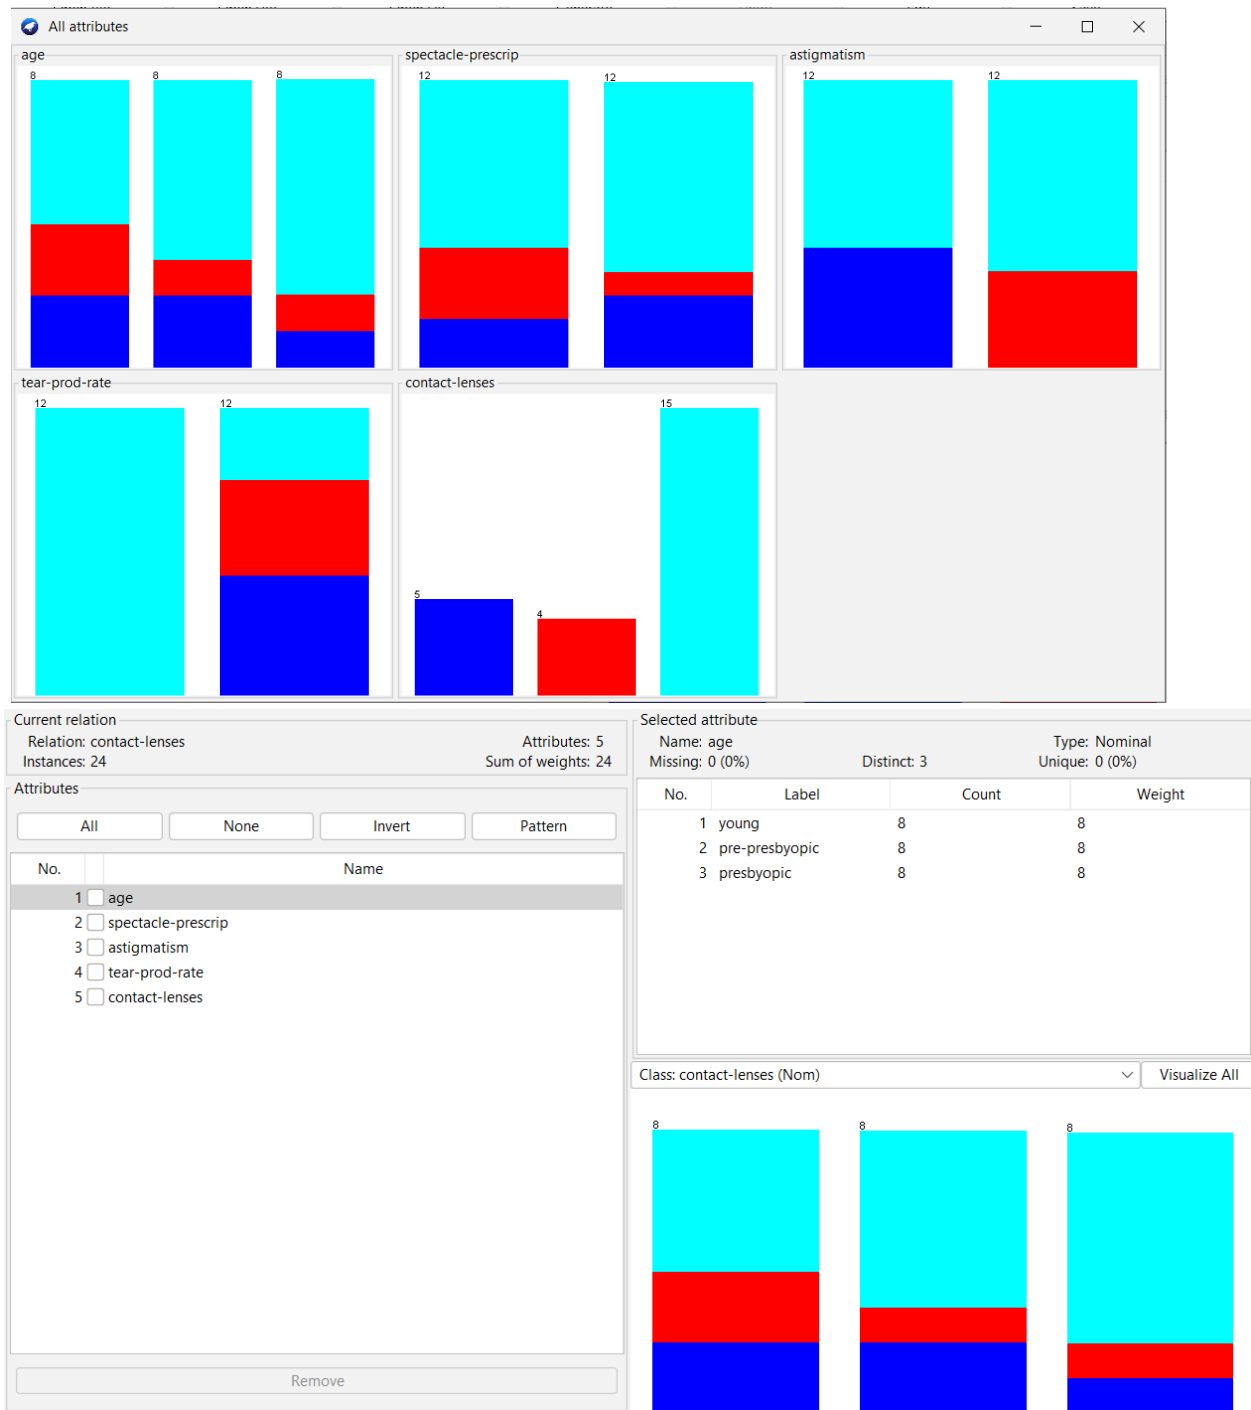 All attributes
age
spectacle-prescrip
astigmatism
8 8 8
12 12
12 12
tear-prod-rate
contact-lenses
12 12
5 4 15
Current relation
Relation: contact-lenses
Attributes: 5
Instances: 24
Sum of weights: 24
Attributes
All None Invert Pattern
No. Name
1 age
2 spectacle-prescrip
3 astigmatism
4 tear-prod-rate
5 contact-lenses
Remove
Selected attribute
Name: age
Type: Nominal
Missing: 0 (0%)
Distinct: 3
Unique: 0 (0%)
No. Label Count Weight
1 young 8 8
2 pre-presbyopic 8 8
3 presbyopic 8 8
Class: contact-lenses (Nom)
Visualize All
8 8 8